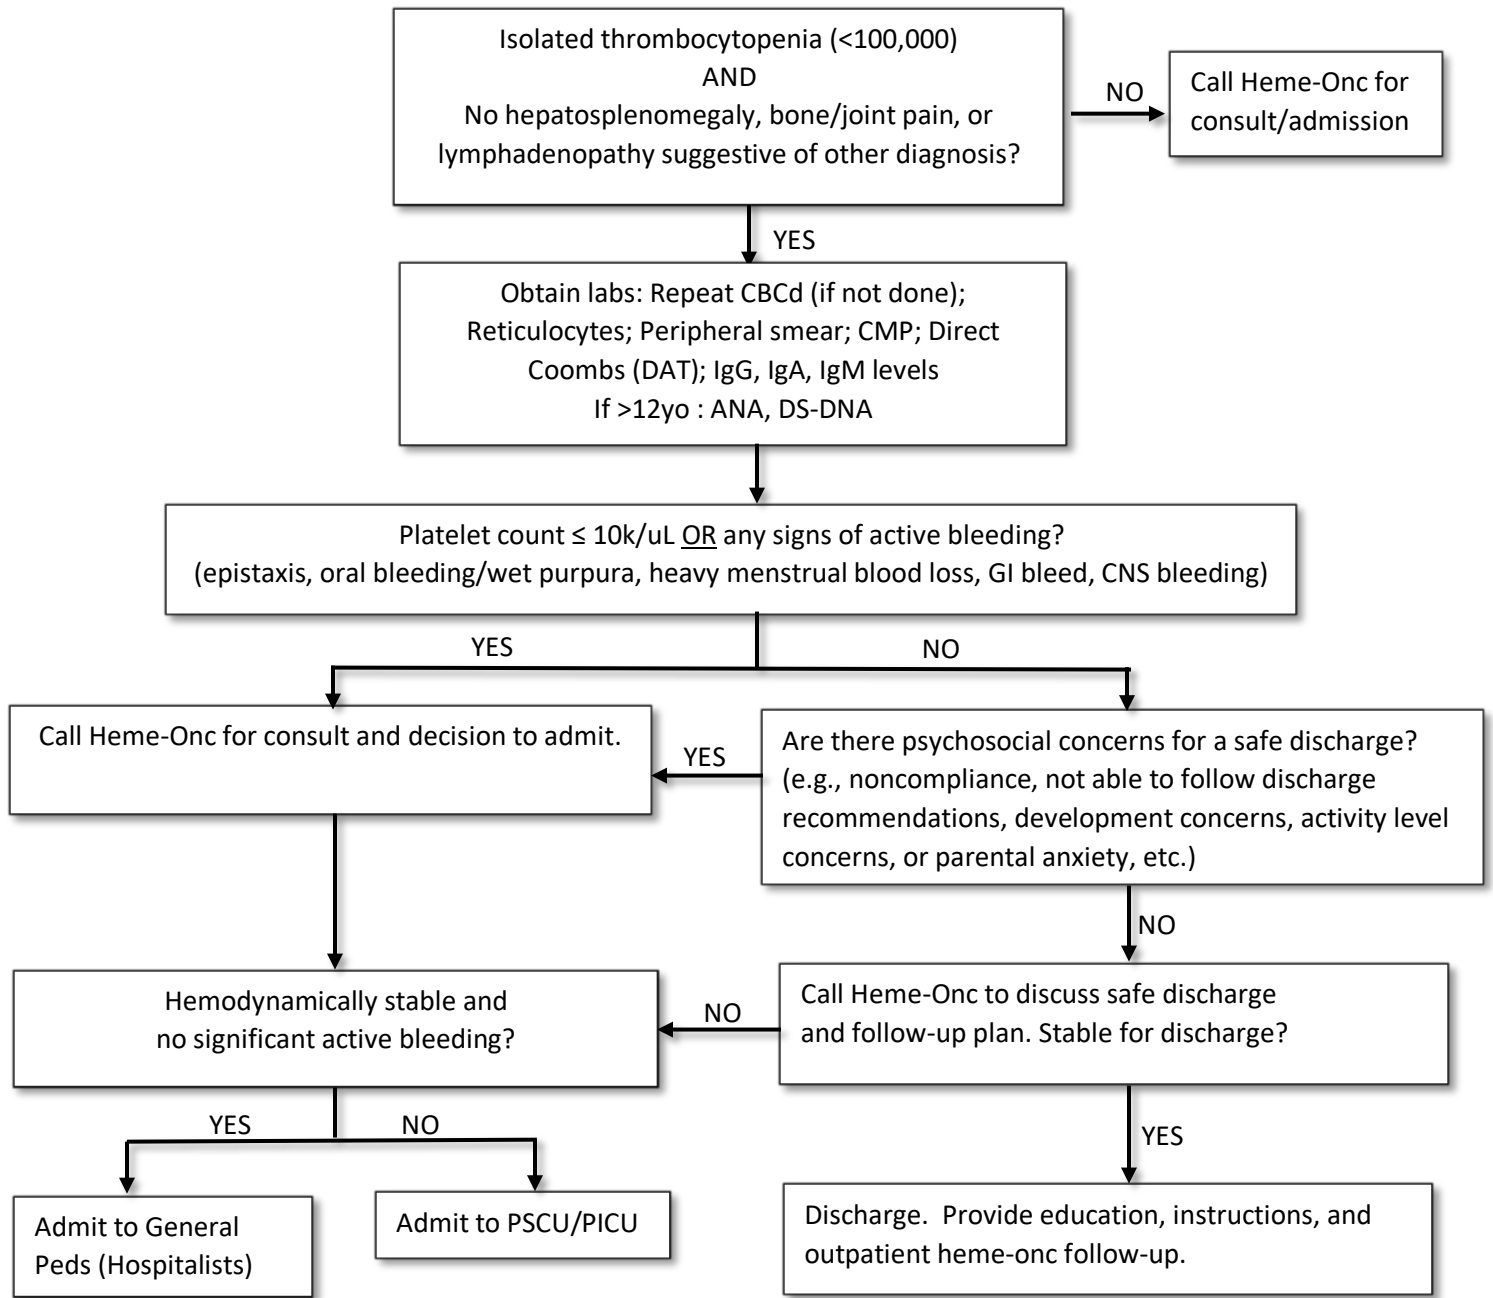 Isolated thrombocytopenia (<100,000)
AND
No hepatosplenomegaly, bone/joint pain, or
lymphadenopathy suggestive of other diagnosis?
NO
Call Heme-Onc for
consult/admission
YES
Obtain labs: Repeat CBCd (if not done);
Reticulocytes; Peripheral smear; CMP; Direct
Coombs (DAT); IgG, IgA, IgM levels
If >12yo : ANA, DS-DNA
Platelet count ≤ 10k/uL OR any signs of active bleeding?
(epistaxis, oral bleeding/wet purpura, heavy menstrual blood loss, GI bleed, CNS bleeding)
YES
NO
Call Heme-Onc for consult and decision to admit.
YES
Are there psychosocial concerns for a safe discharge?
(e.g., noncompliance, not able to follow discharge
recommendations, development concerns, activity level
concerns, or parental anxiety, etc.)
NO
Hemodynamically stable and
no significant active bleeding?
NO
Call Heme-Onc to discuss safe discharge
and follow-up plan. Stable for discharge?
YES
NO
YES
Admit to General
Peds (Hospitalists)
Admit to PSCU/PICU
Discharge.  Provide education, instructions, and
outpatient heme-onc follow-up.